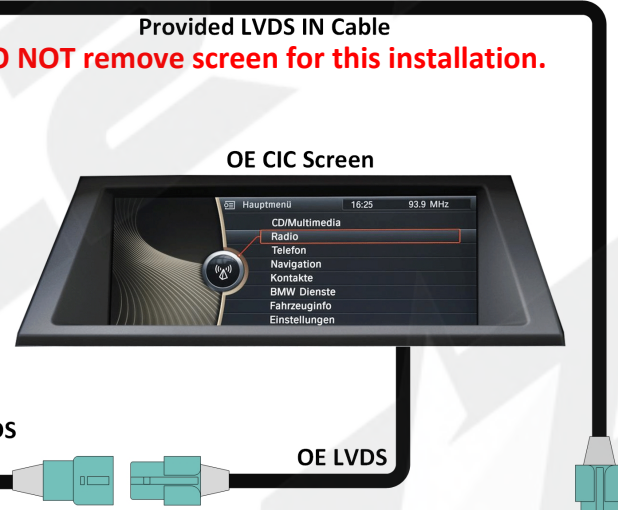 Provided LVDS IN Cable
NOT remove screen for this installation.
OE CIC Screen
Hauptmenü 16:25 93.9 MHz
CD/Multimedia
Radio
Telefon
Navigation
Kontakte
BMW Dienste
Fahrzeuginfo
Einstellungen
OE LVDS